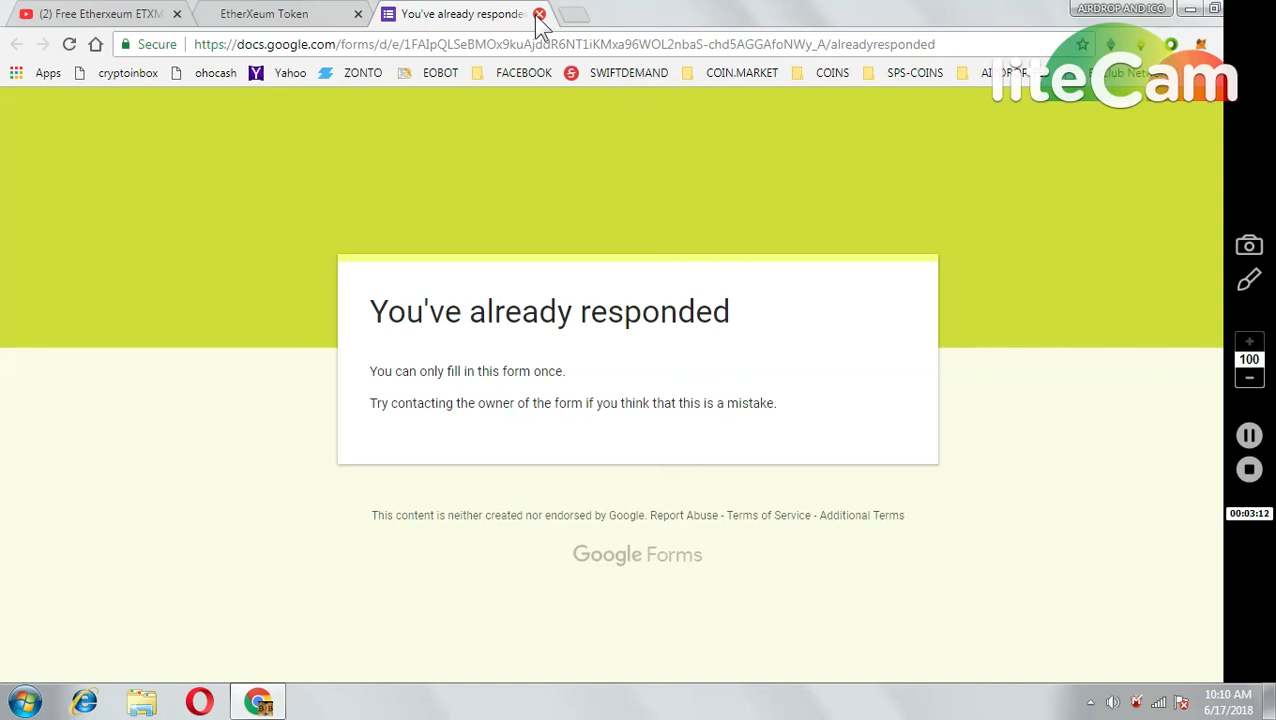 (2) Free Etherxeum ETXM
EtherXeum Token
You've already responde
AIRDROP AND ICO
Secure
https://docs.google.com/forms/d/e/1FAIpQLSeBMOs9kuAjddR6NT1iKMxa96WOL2nbaS-chd5AGGAfoNWy_A/alreadyresponded
Apps
cryptoinbox
ohocash
Yahoo
ZONTO
EOBOT
FACEBOOK
SWIFTDEMAND
COIN.MARKET
COINS
SPS-COINS
liteCam
You've already responded
You can only fill in this form once.
Try contacting the owner of the form if you think that this is a mistake.
This content is neither created nor endorsed by Google. Report Abuse - Terms of Service - Additional Terms
Google Forms
100
00:03:12
10:10 AM
6/17/2018